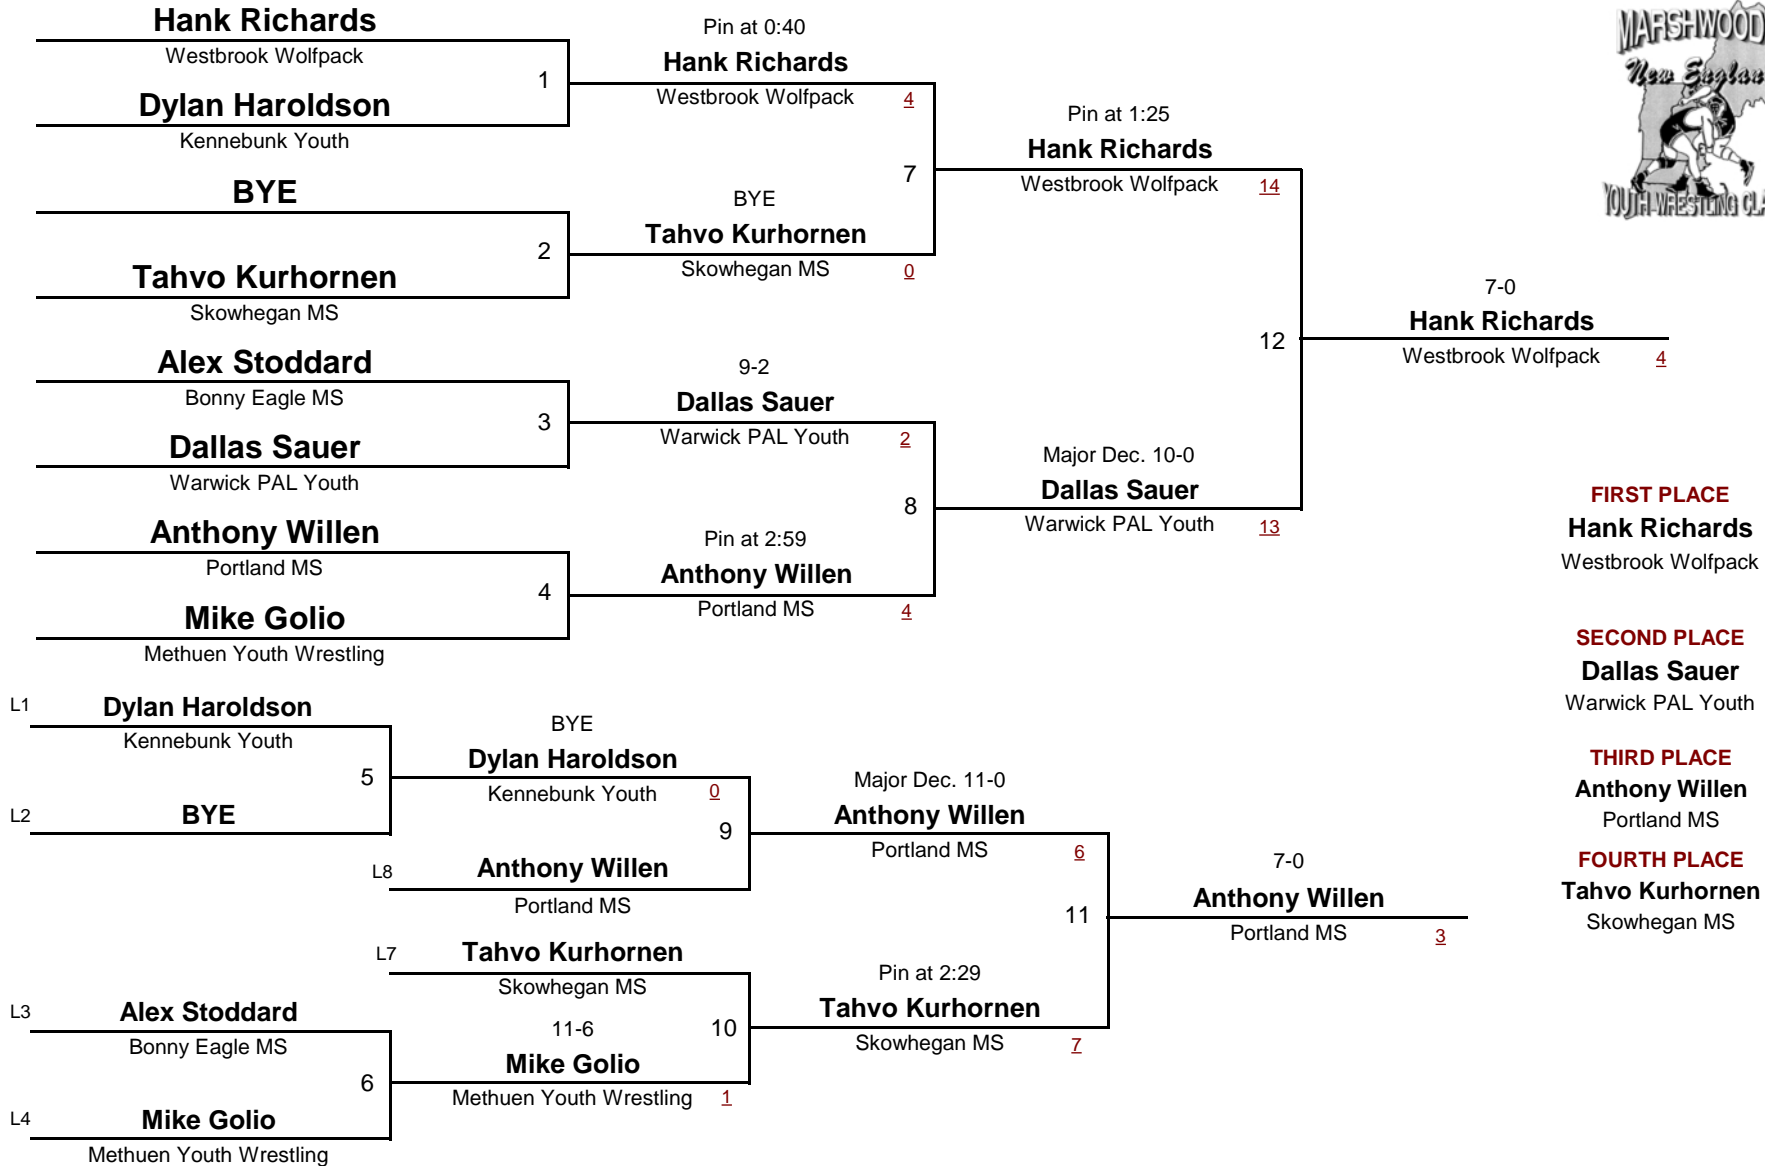 Hank Richards
Westbrook Wolfpack
1
Dylan Haroldson
Kennebunk Youth
BYE
2
Tahvo Kurhornen
Skowhegan MS
Alex Stoddard
Bonny Eagle MS
3
Dallas Sauer
Warwick PAL Youth
Anthony Willen
Portland MS
4
Mike Golio
Methuen Youth Wrestling
Pin at 0:40
Hank Richards
Westbrook Wolfpack 4
7
BYE
Tahvo Kurhornen
Skowhegan MS 0
9-2
Dallas Sauer
Warwick PAL Youth 2
8
Pin at 2:59
Anthony Willen
Portland MS 4
Pin at 1:25
Hank Richards
Westbrook Wolfpack 14
12
Major Dec. 10-0
Dallas Sauer
Warwick PAL Youth 13
7-0
Hank Richards
Westbrook Wolfpack 4
MARSHWOOD
New Englan
YOUTH WRESTLING CLA
FIRST PLACE
Hank Richards
Westbrook Wolfpack
SECOND PLACE
Dallas Sauer
Warwick PAL Youth
THIRD PLACE
Anthony Willen
Portland MS
FOURTH PLACE
Tahvo Kurhornen
Skowhegan MS
L1 Dylan Haroldson
Kennebunk Youth
5
L2 BYE
BYE
Dylan Haroldson
Kennebunk Youth 0
9
L8 Anthony Willen
Portland MS
L7 Tahvo Kurhornen
Skowhegan MS
10
L3 Alex Stoddard
Bonny Eagle MS
6
L4 Mike Golio
Methuen Youth Wrestling
11-6
Mike Golio
Methuen Youth Wrestling 1
Major Dec. 11-0
Anthony Willen
Portland MS 6
11
Pin at 2:29
Tahvo Kurhornen
Skowhegan MS 7
7-0
Anthony Willen
Portland MS 3